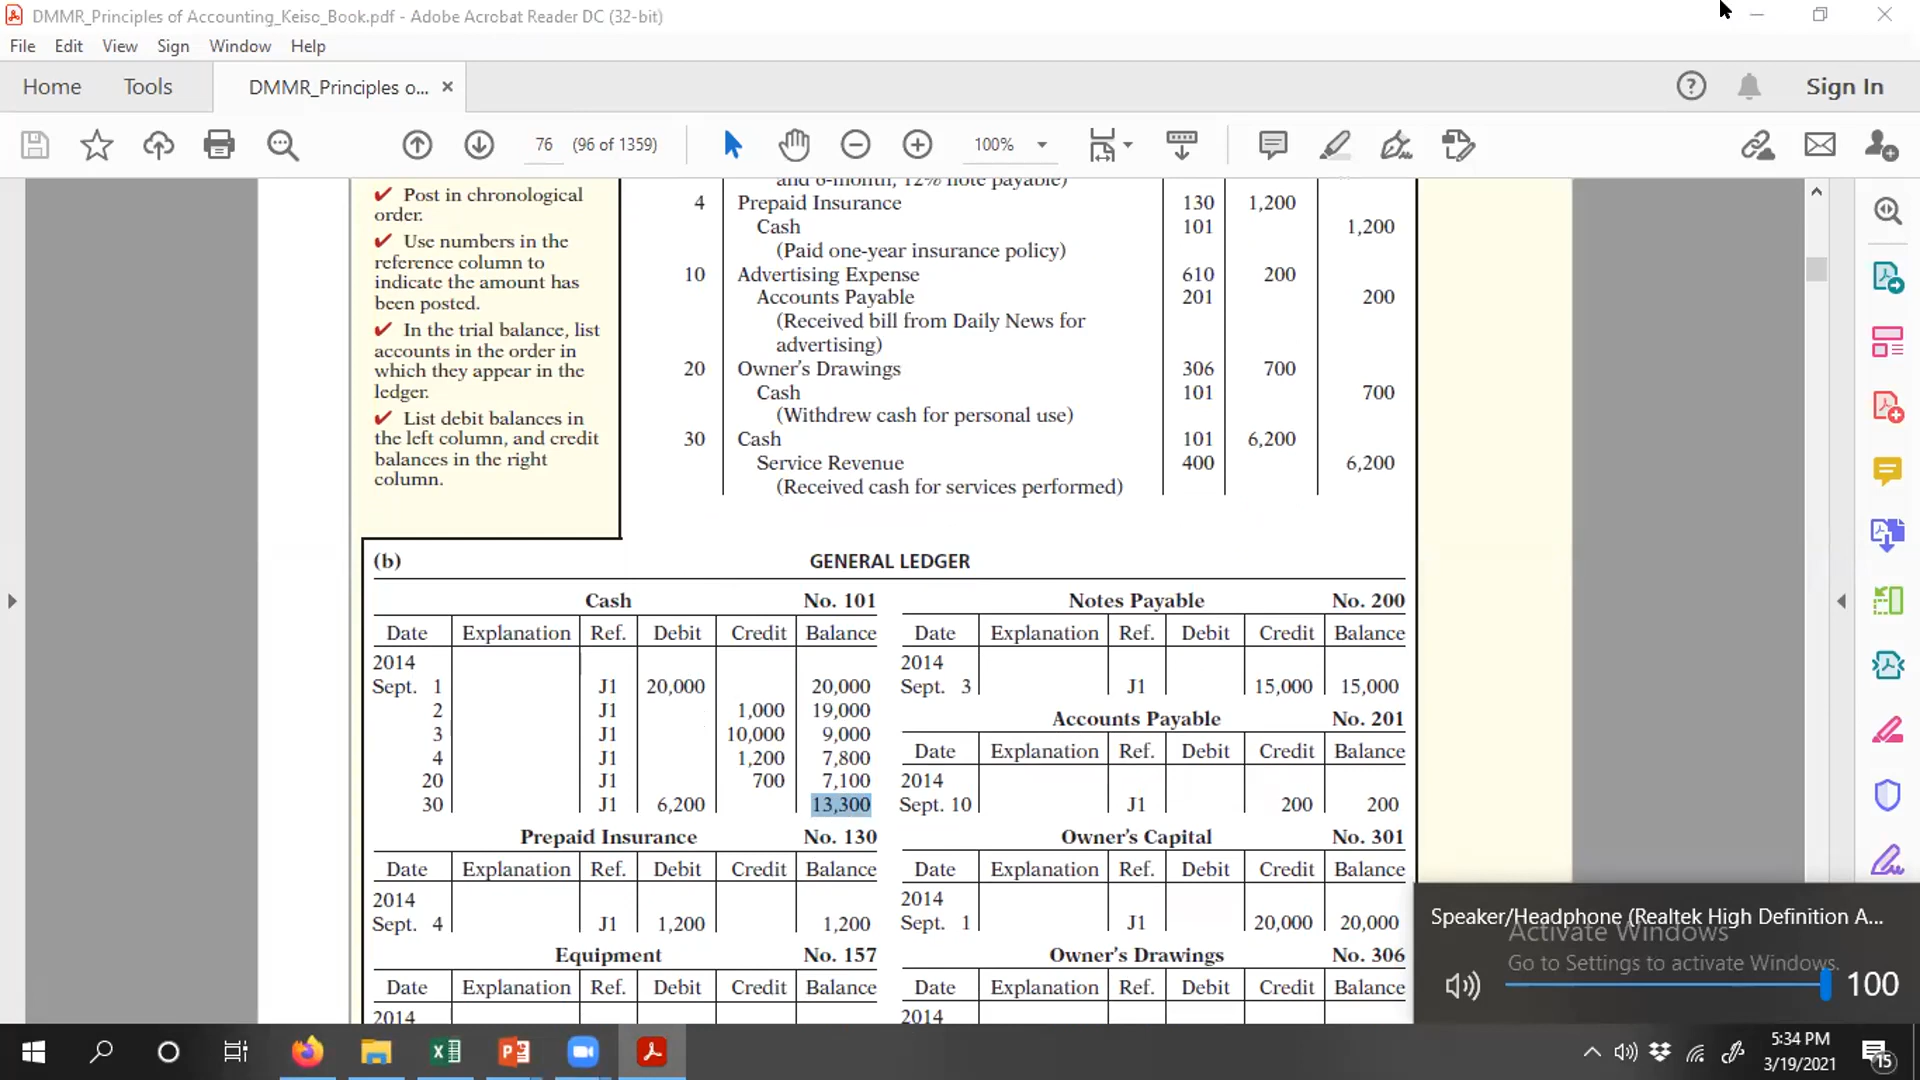 DMMR_Principles of Accounting_Keiso_Book.pdf - Adobe Acrobat Reader DC (32-bit)
File Edit View Sign Window Help
Home Tools DMMR_Principles o... × Sign In
76 (96 of 1359) 100%
✔ Post in chronological
order.
✔ Use numbers in the
reference column to
indicate the amount has
been posted.
✔ In the trial balance, list
accounts in the order in
which they appear in the
ledger.
✔ List debit balances in
the left column, and credit
balances in the right
column.
and 6-month, 12% note payable)
4 Prepaid Insurance 130 1,200
Cash 101 1,200
(Paid one-year insurance policy)
10 Advertising Expense 610 200
Accounts Payable 201 200
(Received bill from Daily News for
advertising)
20 Owner's Drawings 306 700
Cash 101 700
(Withdrew cash for personal use)
30 Cash 101 6,200
Service Revenue 400 6,200
(Received cash for services performed)
(b) GENERAL LEDGER
Cash No. 101
Date Explanation Ref. Debit Credit Balance
2014
Sept. 1 J1 20,000 20,000
2 J1 1,000 19,000
3 J1 10,000 9,000
4 J1 1,200 7,800
20 J1 700 7,100
30 J1 6,200 13,300
Prepaid Insurance No. 130
Date Explanation Ref. Debit Credit Balance
2014
Sept. 4 J1 1,200 1,200
Equipment No. 157
Date Explanation Ref. Debit Credit Balance
2014
Notes Payable No. 200
Date Explanation Ref. Debit Credit Balance
2014
Sept. 3 J1 15,000 15,000
Accounts Payable No. 201
Date Explanation Ref. Debit Credit Balance
2014
Sept. 10 J1 200 200
Owner's Capital No. 301
Date Explanation Ref. Debit Credit Balance
2014
Sept. 1 J1 20,000 20,000
Owner's Drawings No. 306
Date Explanation Ref. Debit Credit Balance
2014
Speaker/Headphone (Realtek High Definition A...
Activate Windows
Go to Settings to activate Windows.
100
5:34 PM
3/19/2021
15